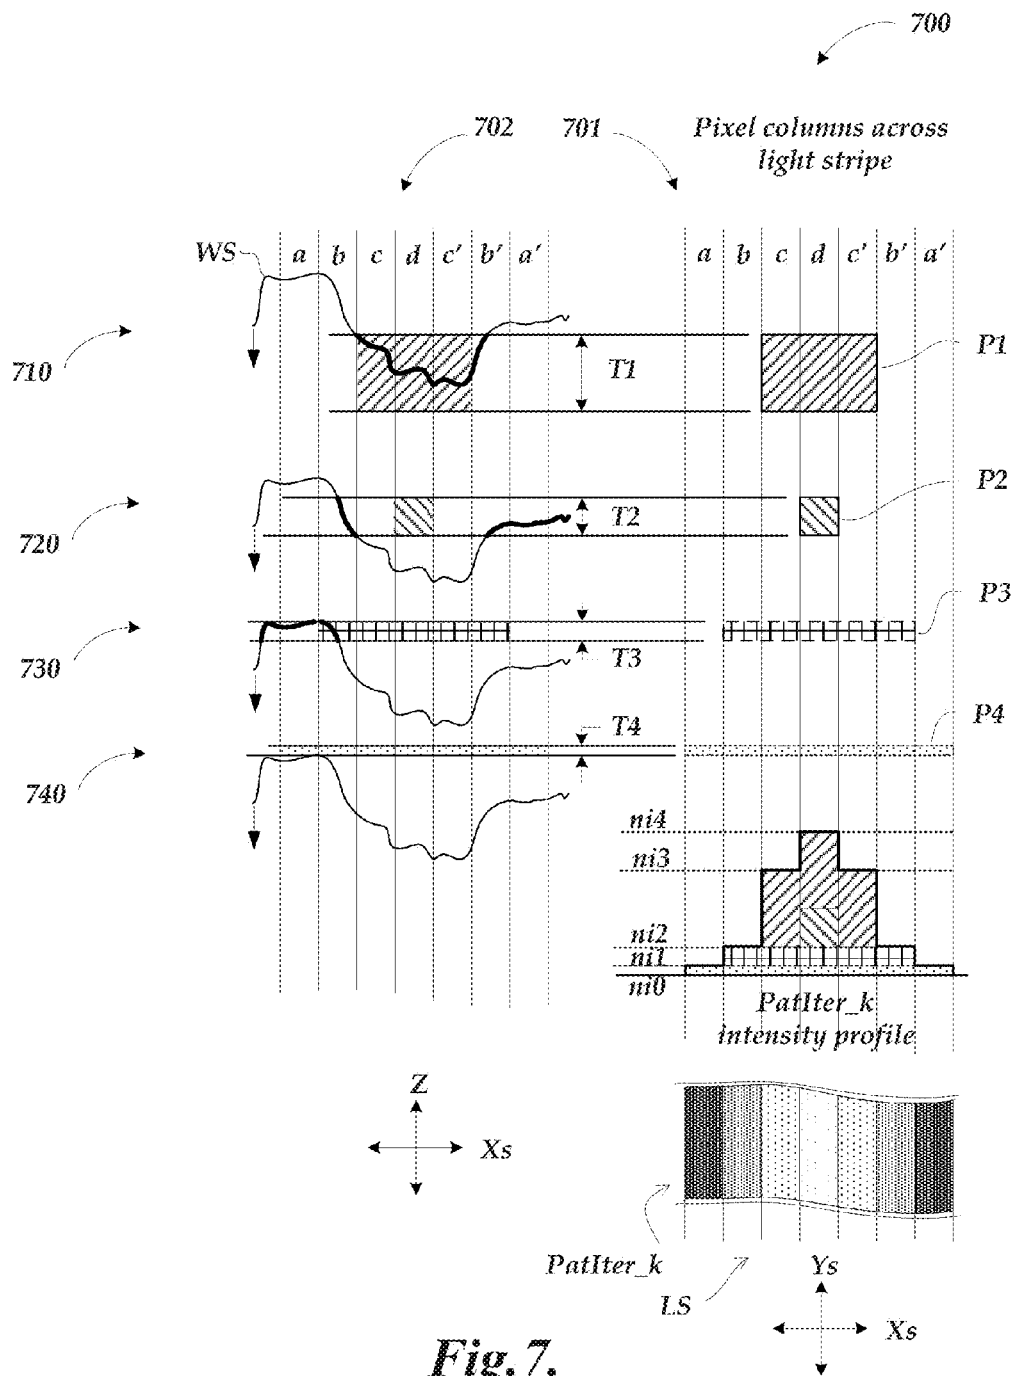 700
702
701
Pixel columns across
light stripe
WS
a b c d c' b' a'
a b c d c' b' a'
710
T1
P1
720
T2
P2
730
T3
P3
740
T4
P4
ni4
ni3
ni2
ni1
ni0
PatIter_k
intensity profile
Z
Xs
PatIter_k
LS
Ys
Xs
Fig. 7.